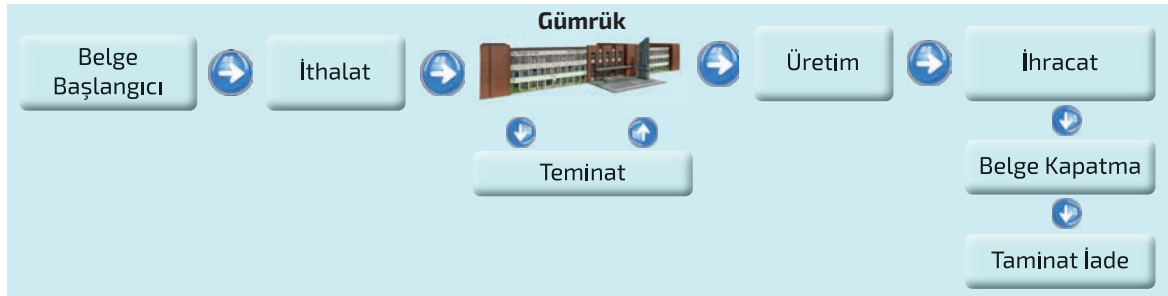 Gümrük
Belge
Başlangıcı
İthalat
Üretim
İhracat
Teminat
Belge Kapatma
Taminat İade